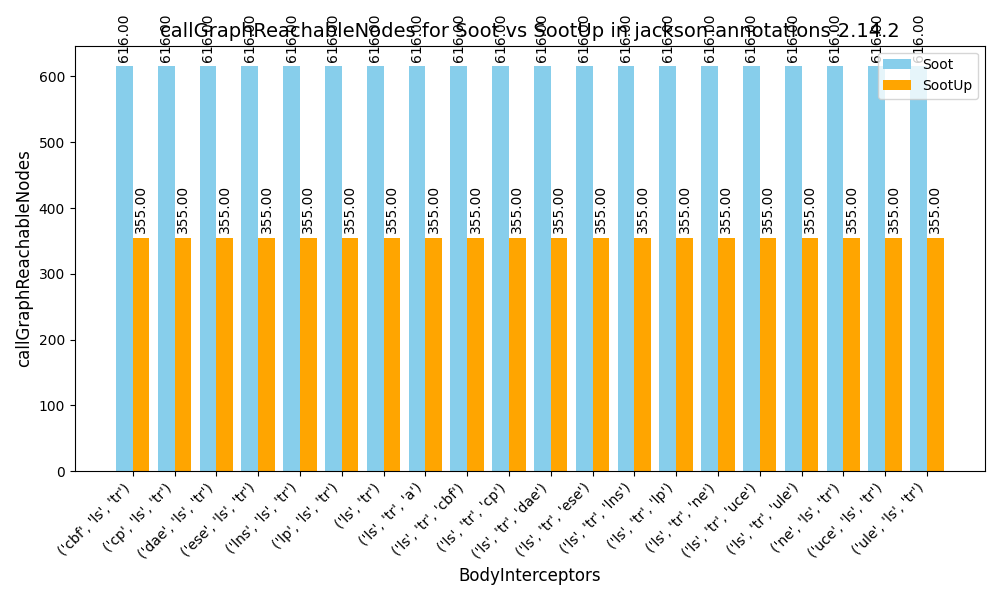 callGraphReachableNodes for Soot vs SootUp in jackson-annotations-2.14.2
616.00 616.00 616.00 616.00 616.00 616.00 616.00 616.00 616.00 616.00 616.00 616.00 616.00 616.00 616.00 616.00 616.00 616.00 616.00 616.00
Soot
SootUp
355.00 355.00 355.00 355.00 355.00 355.00 355.00 355.00 355.00 355.00 355.00 355.00 355.00 355.00 355.00 355.00 355.00 355.00 355.00 355.00
callGraphReachableNodes
600
500
400
300
200
100
0
('cbf', 'ls', 'tr')
('cp', 'ls', 'tr')
('dae', 'ls', 'tr')
('ese', 'ls', 'tr')
('lns', 'ls', 'tr')
('lp', 'ls', 'tr')
('ls', 'tr')
('ls', 'tr', 'a')
('ls', 'tr', 'cbf')
('ls', 'tr', 'cp')
('ls', 'tr', 'dae')
('ls', 'tr', 'ese')
('ls', 'tr', 'lns')
('ls', 'tr', 'lp')
('ls', 'tr', 'ne')
('ls', 'tr', 'uce')
('ls', 'tr', 'ule')
('ne', 'ls', 'tr')
('uce', 'ls', 'tr')
('ule', 'ls', 'tr')
BodyInterceptors